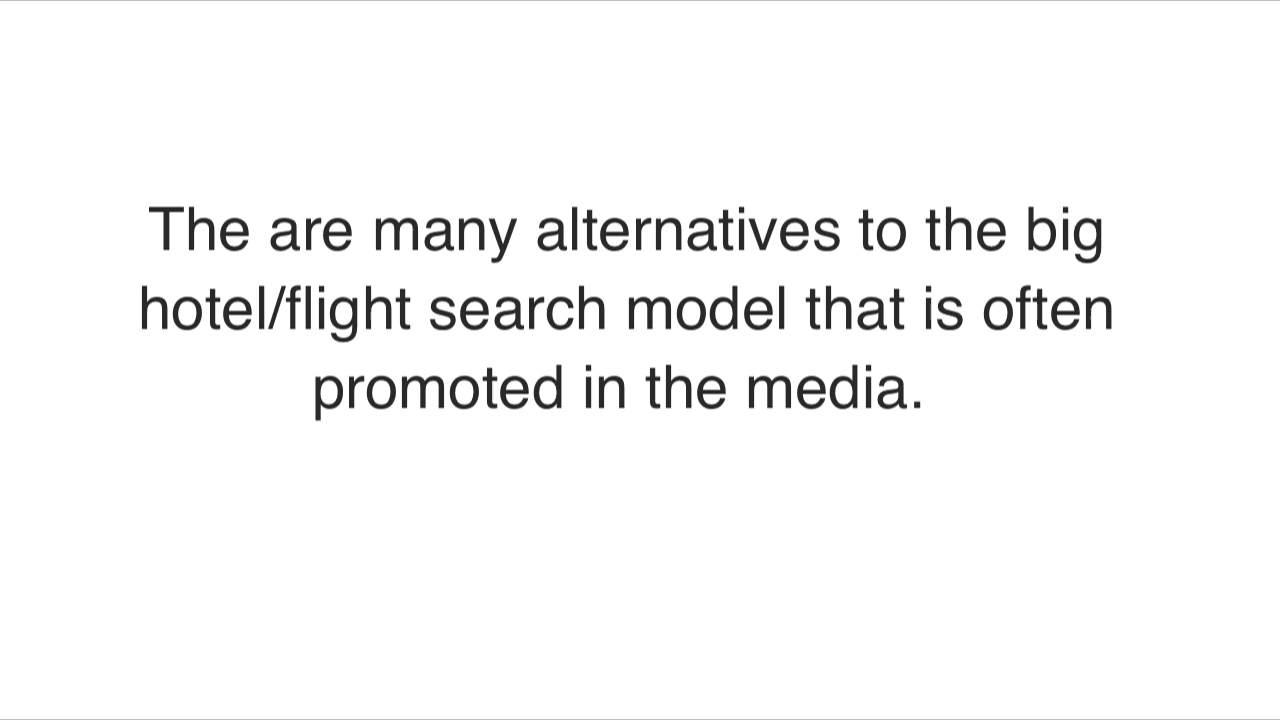 The are many alternatives to the big
hotel/flight search model that is often
promoted in the media.